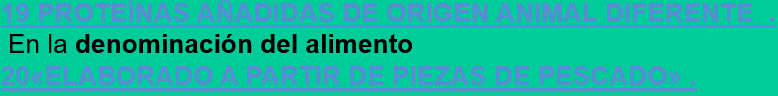 19 PROTEÍNAS AÑADIDAS DE ORIGEN ANIMAL DIFERENTE .
En la denominación del alimento
20«ELABORADO A PARTIR DE PIEZAS DE PESCADO» .